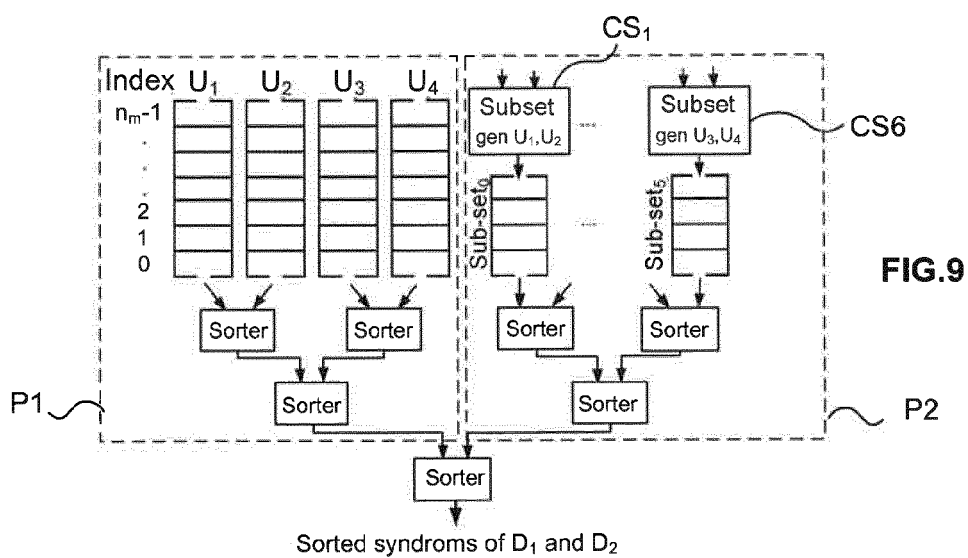 CS₁
Index U₁ U₂ U₃ U₄
nₘ-1
.
.
.
2
1
0
Subset
gen U₁,U₂
...
Subset
gen U₃,U₄
CS6
Sub-set₀
...
Sub-set₅
FIG.9
Sorter
Sorter
Sorter
Sorter
Sorter
Sorter
P1
P2
Sorter
Sorted syndroms of D₁ and D₂